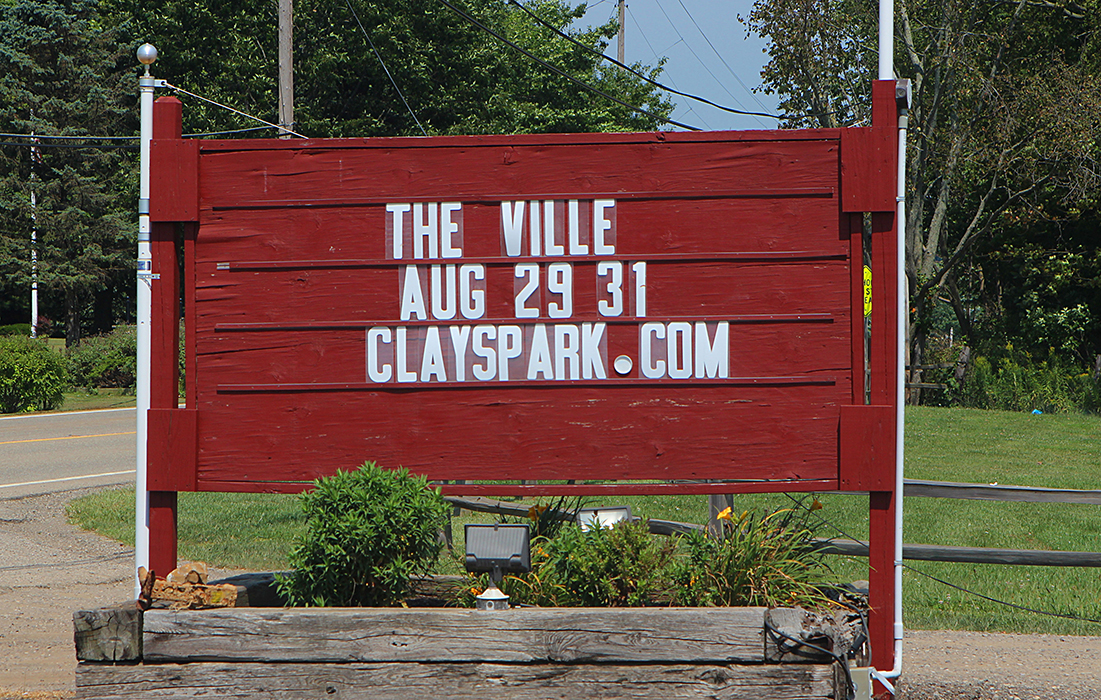 THE VILLE
AUG 29 31
CLAYSPARK.COM